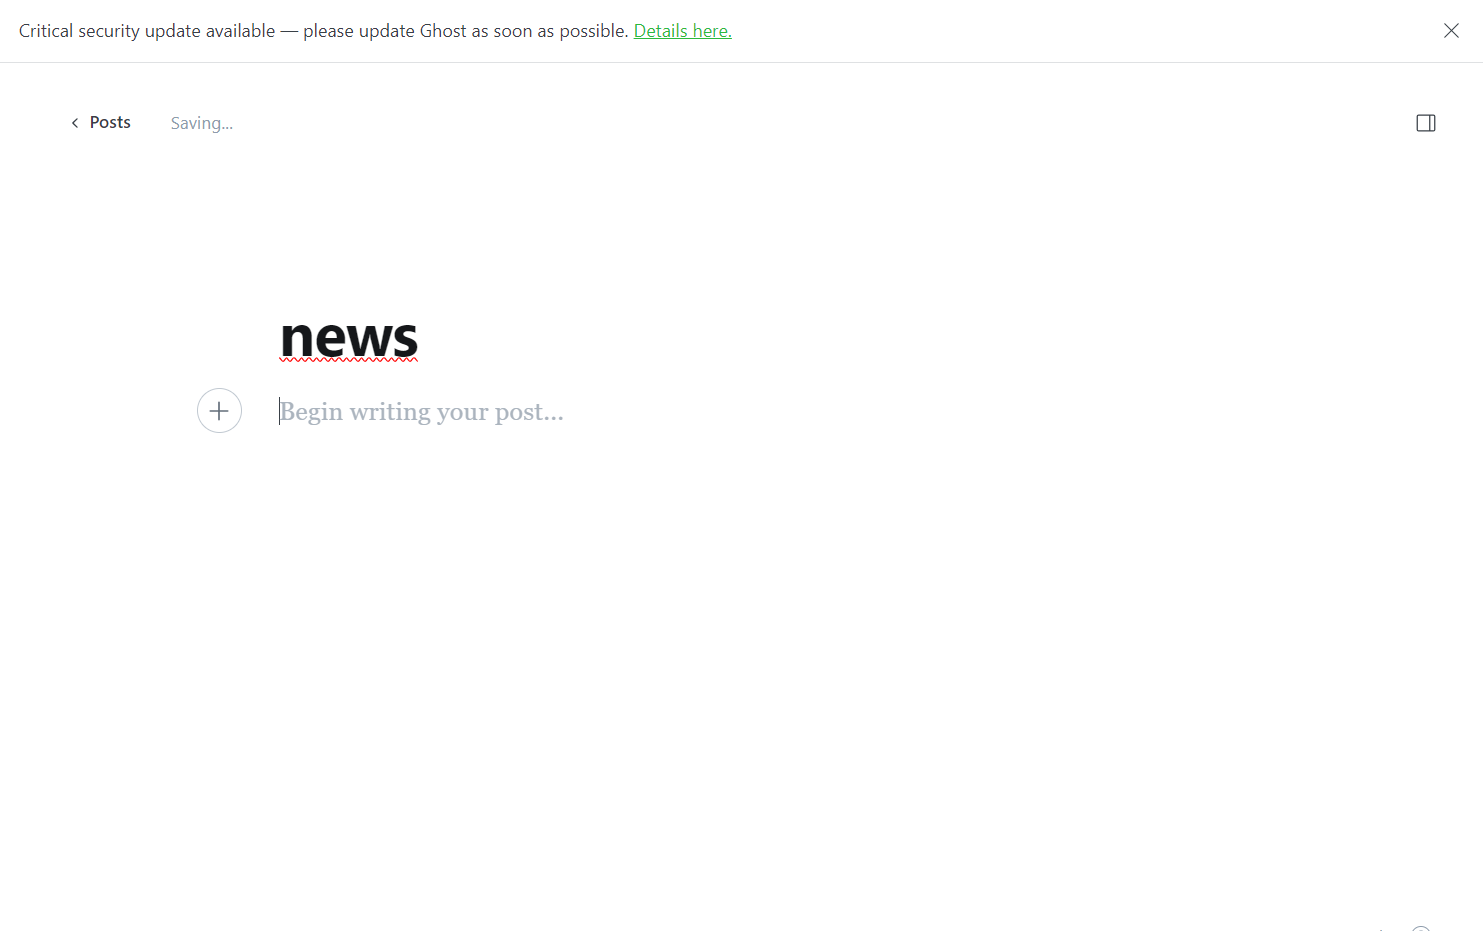 Critical security update available — please update Ghost as soon as possible. Details here.
Posts
Saving...
news
Begin writing your post...